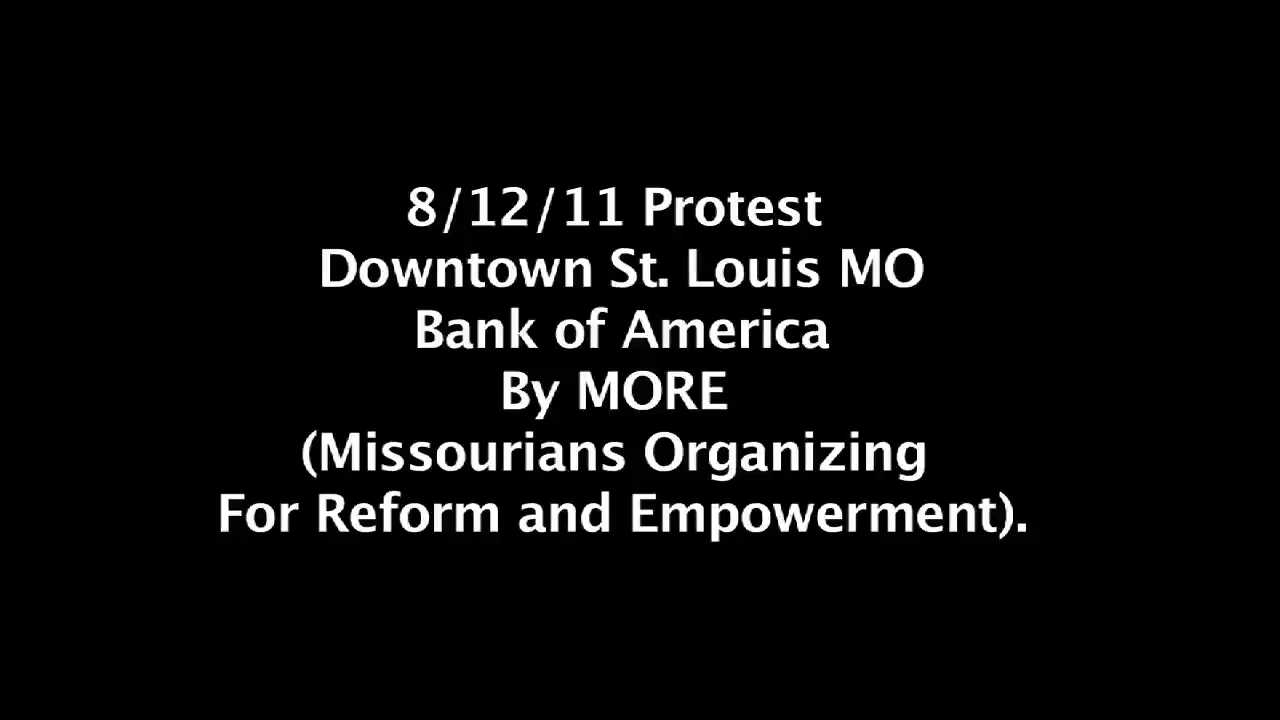 8/12/11 Protest
Downtown St. Louis MO
Bank of America
By MORE
(Missourians Organizing
For Reform and Empowerment).